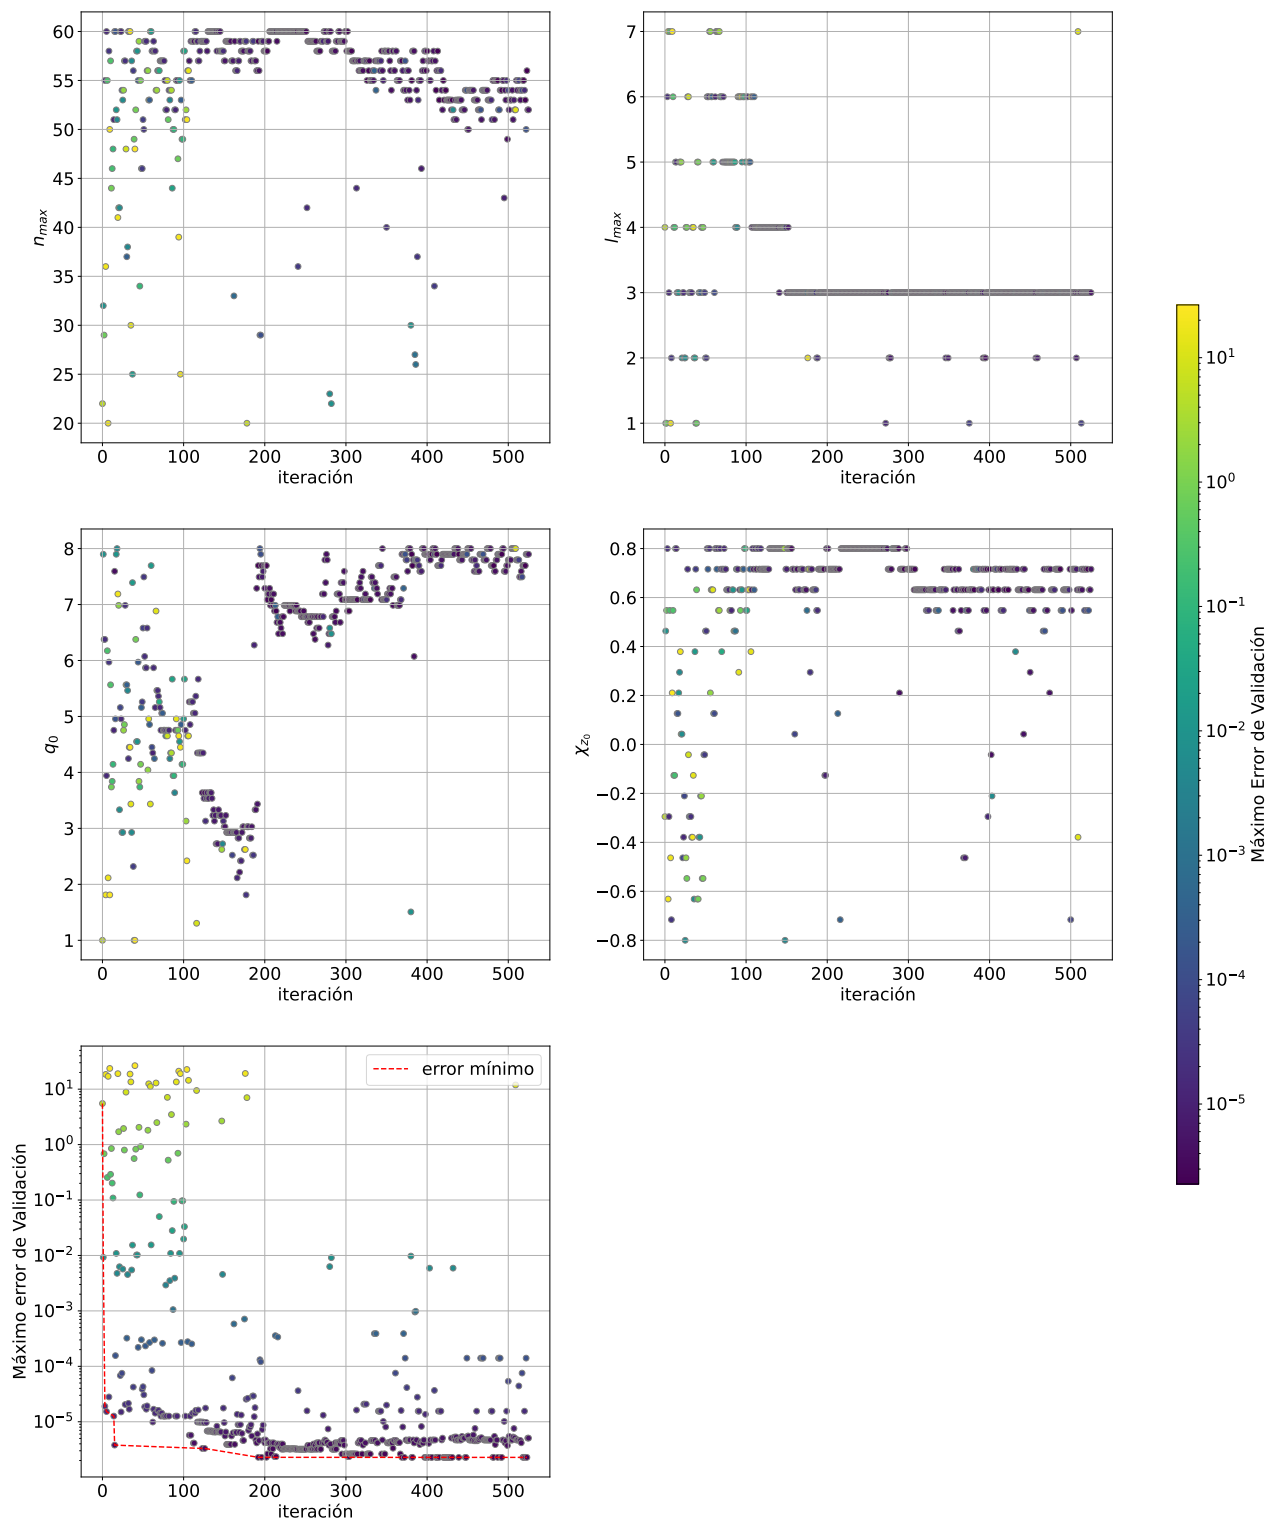 60
55
50
45
40
35
30
25
20
n_max
0 100 200 300 400 500
iteración
7
6
5
4
3
2
1
l_max
0 100 200 300 400 500
iteración
8
7
6
5
4
3
2
1
q_0
0 100 200 300 400 500
iteración
0.8
0.6
0.4
0.2
0.0
−0.2
−0.4
−0.6
−0.8
χ_z_0
0 100 200 300 400 500
iteración
10^1
10^0
10^−1
10^−2
10^−3
10^−4
10^−5
Máximo Error de Validación
error mínimo
10^1
10^0
10^−1
10^−2
10^−3
10^−4
10^−5
Máximo error de Validación
0 100 200 300 400 500
iteración